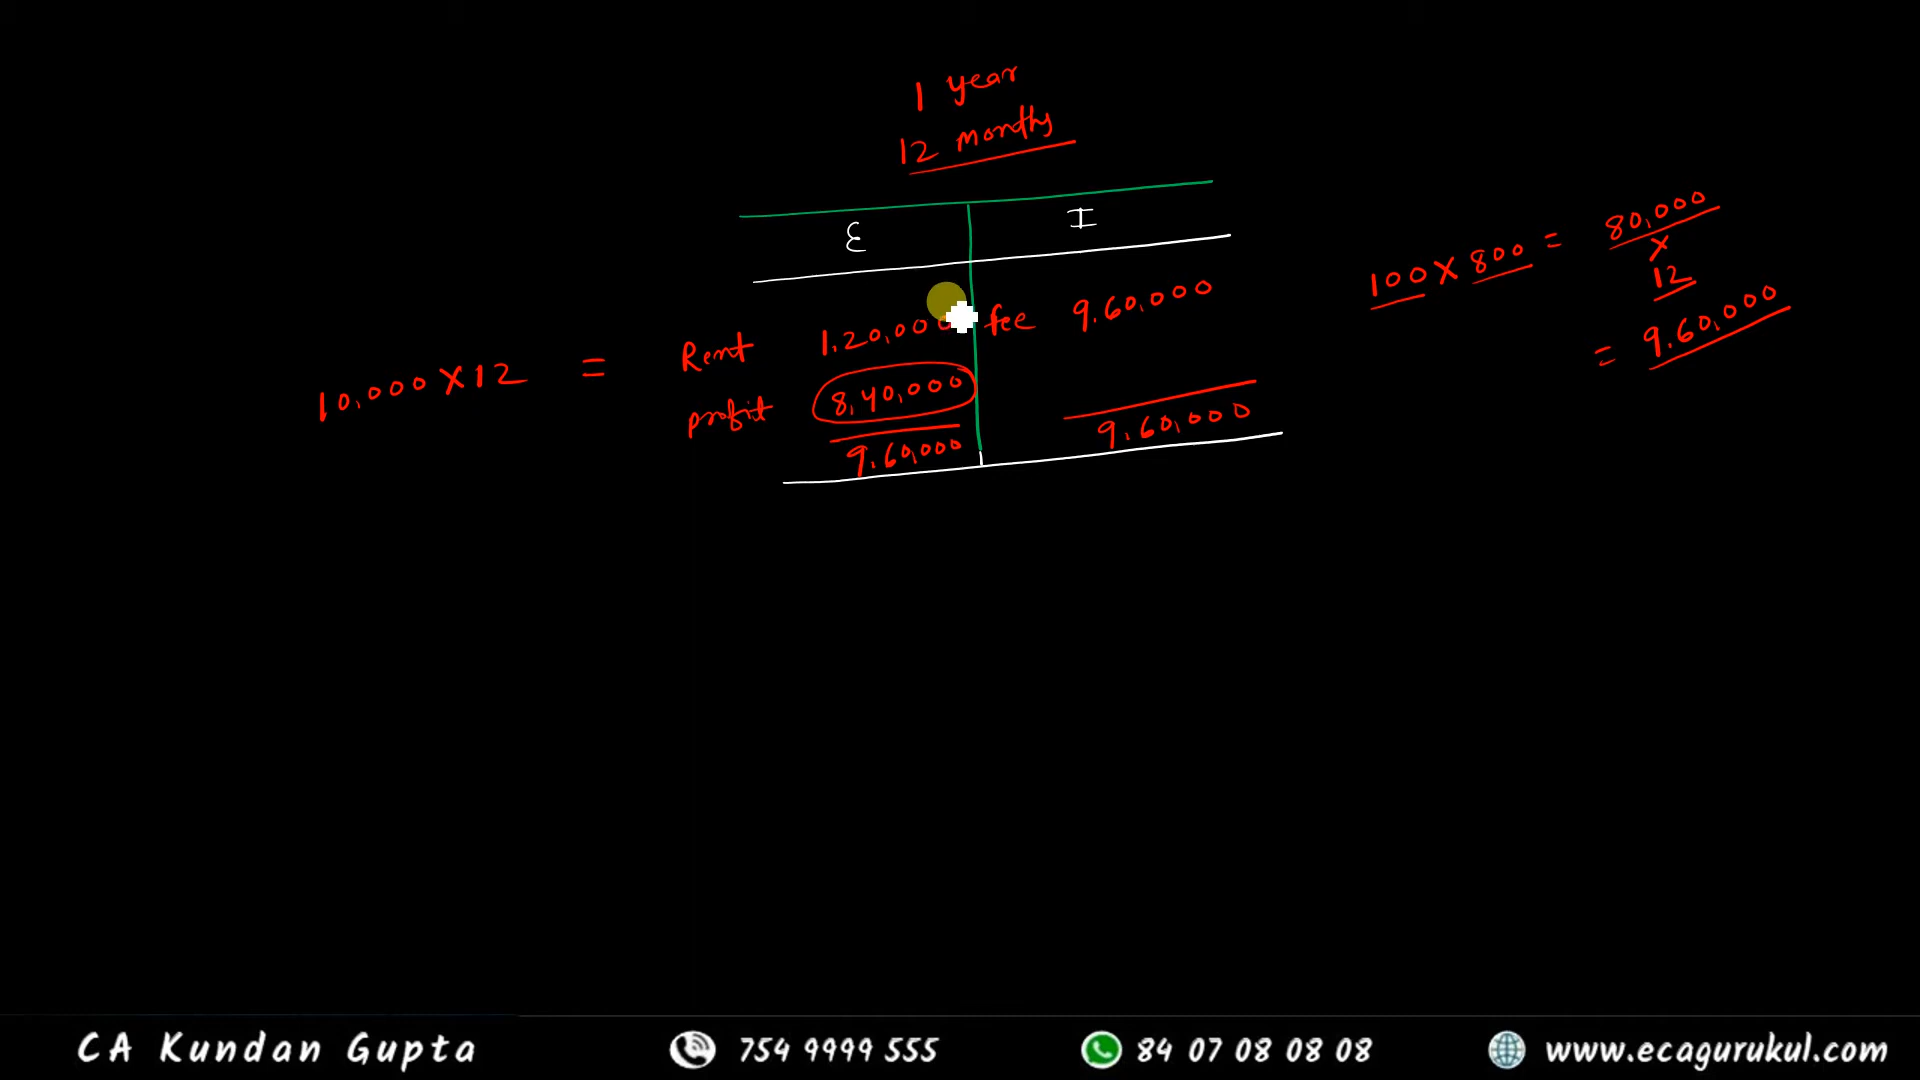 1 year
12 months
E I
10,000 X 12 = Rent 1,20,000 fee 9,60,000
profit 8,40,000
9,60,000 9,60,000
100 X 800 = 80,000
X
12
= 9,60,000
CA Kundan Gupta 754 9999 555 84 07 08 08 08 www.ecagurukul.com